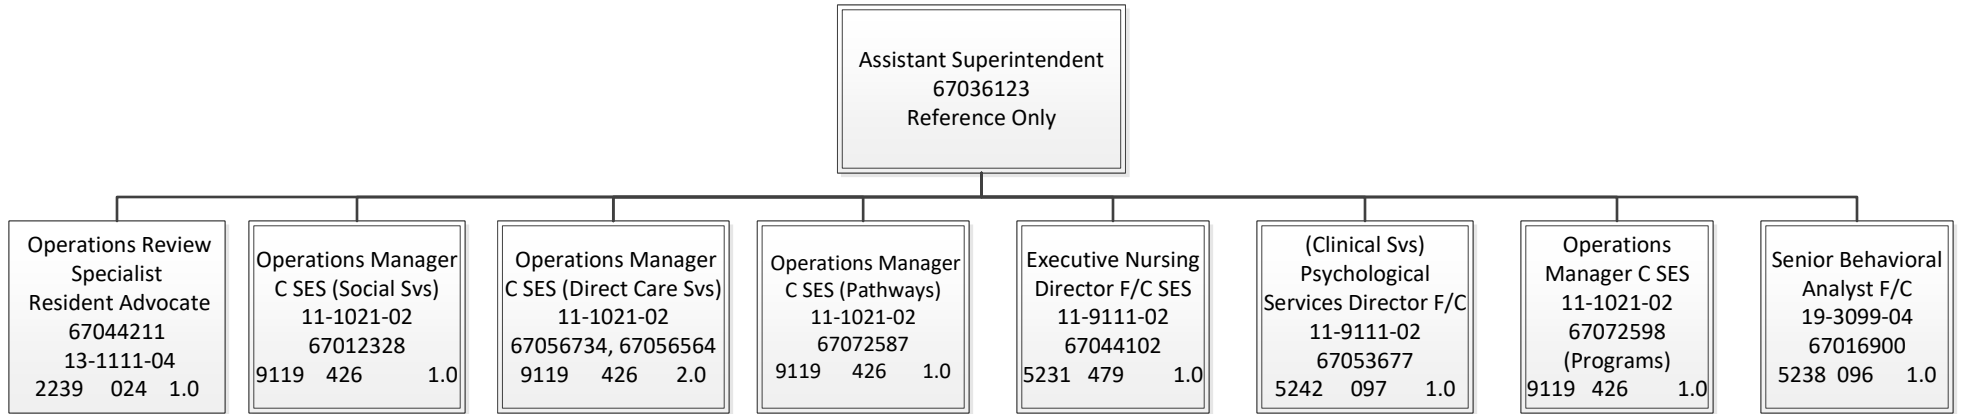 Assistant Superintendent
67036123
Reference Only
Operations Review
Specialist
Resident Advocate
67044211
13-1111-04
2239 024 1.0
Operations Manager
C SES (Social Svs)
11-1021-02
67012328
9119 426 1.0
Operations Manager
C SES (Direct Care Svs)
11-1021-02
67056734, 67056564
9119 426 2.0
Operations Manager
C SES (Pathways)
11-1021-02
67072587
9119 426 1.0
Executive Nursing
Director F/C SES
11-9111-02
67044102
5231 479 1.0
(Clinical Svs)
Psychological
Services Director F/C
11-9111-02
67053677
5242 097 1.0
Operations
Manager C SES
11-1021-02
67072598
(Programs)
9119 426 1.0
Senior Behavioral
Analyst F/C
19-3099-04
67016900
5238 096 1.0